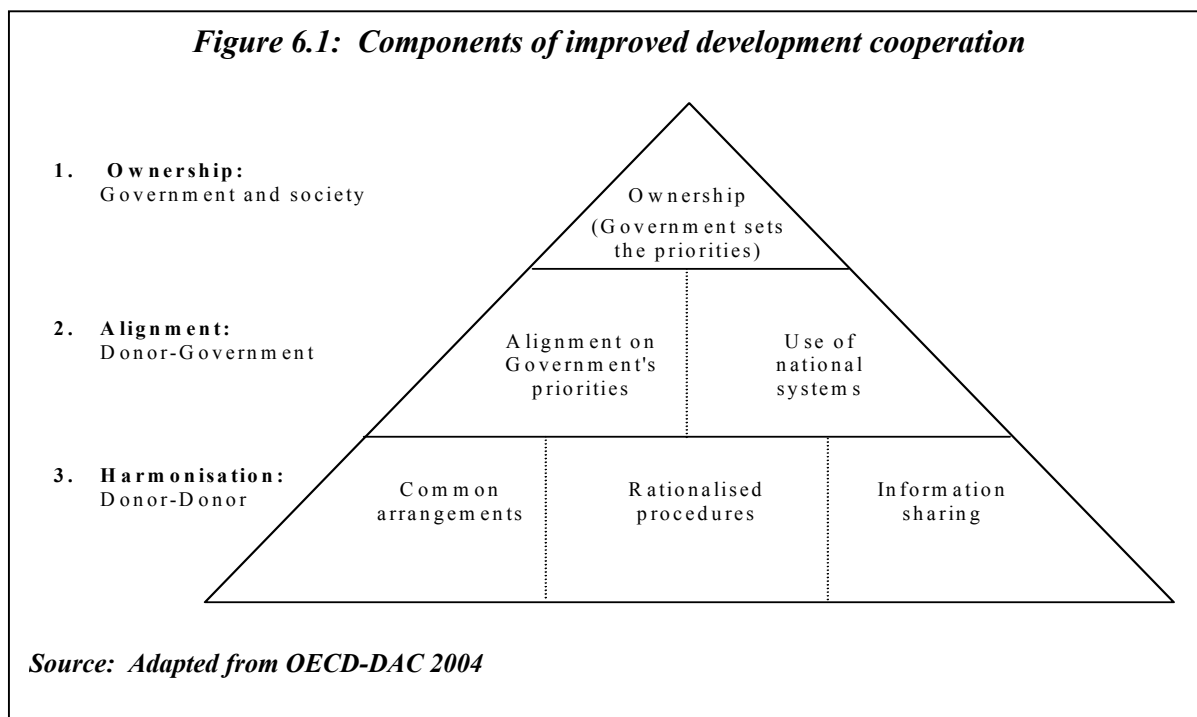 Figure 6.1: Components of improved development cooperation
1. Ownership:
Government and society
Ownership
(Government sets
the priorities)
2. Alignment:
Donor-Government
Alignment on
Government's
priorities
Use of
national
systems
3. Harmonisation:
Donor-Donor
Common
arrangements
Rationalised
procedures
Information
sharing
Source: Adapted from OECD-DAC 2004